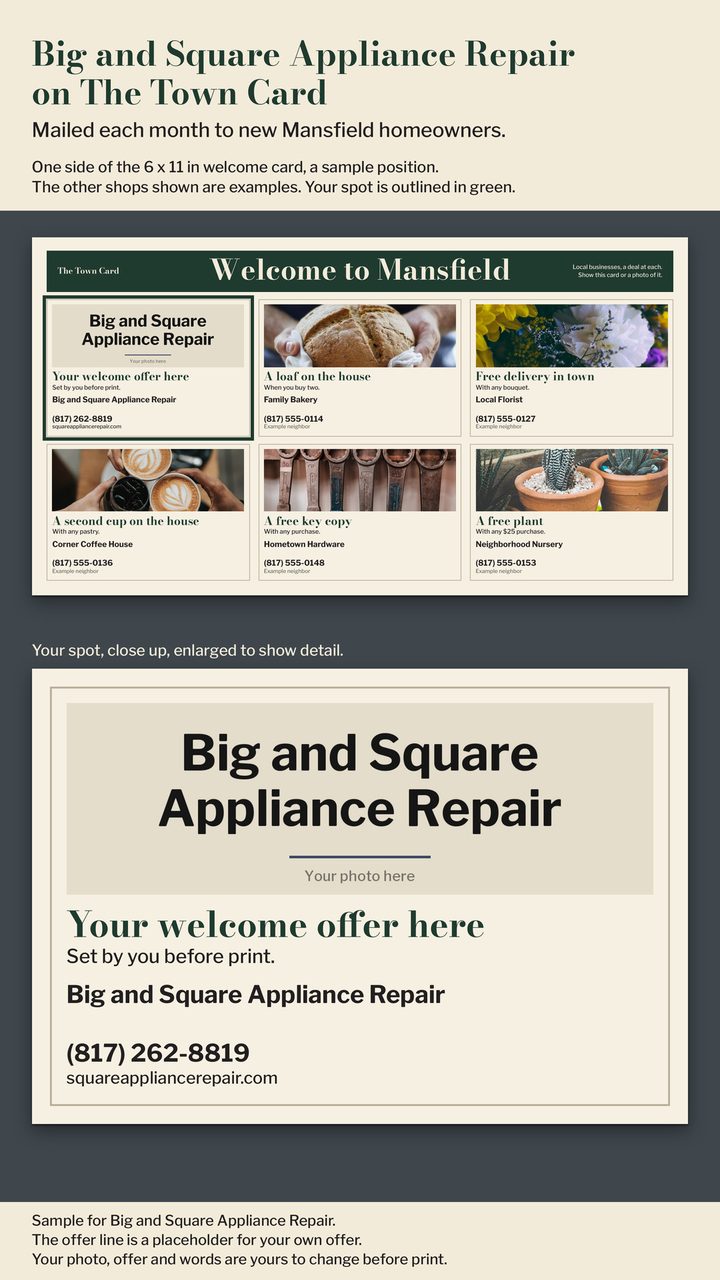 Big and Square Appliance Repair
on The Town Card
Mailed each month to new Mansfield homeowners.
One side of the 6 x 11 in welcome card, a sample position.
The other shops shown are examples. Your spot is outlined in green.
The Town Card
Welcome to Mansfield
Local businesses, a deal at each.
Show this card or a photo of it.
Big and Square
Appliance Repair
Your photo here
Your welcome offer here
Set by you before print.
Big and Square Appliance Repair
(817) 262-8819
squareappliancerepair.com
A loaf on the house
When you buy two.
Family Bakery
(817) 555-0114
Example neighbor
Free delivery in town
With any bouquet.
Local Florist
(817) 555-0127
Example neighbor
A second cup on the house
With any pastry.
Corner Coffee House
(817) 555-0136
Example neighbor
A free key copy
With any purchase.
Hometown Hardware
(817) 555-0148
Example neighbor
A free plant
With any $25 purchase.
Neighborhood Nursery
(817) 555-0153
Example neighbor
Your spot, close up, enlarged to show detail.
Big and Square
Appliance Repair
Your photo here
Your welcome offer here
Set by you before print.
Big and Square Appliance Repair
(817) 262-8819
squareappliancerepair.com
Sample for Big and Square Appliance Repair.
The offer line is a placeholder for your own offer.
Your photo, offer and words are yours to change before print.